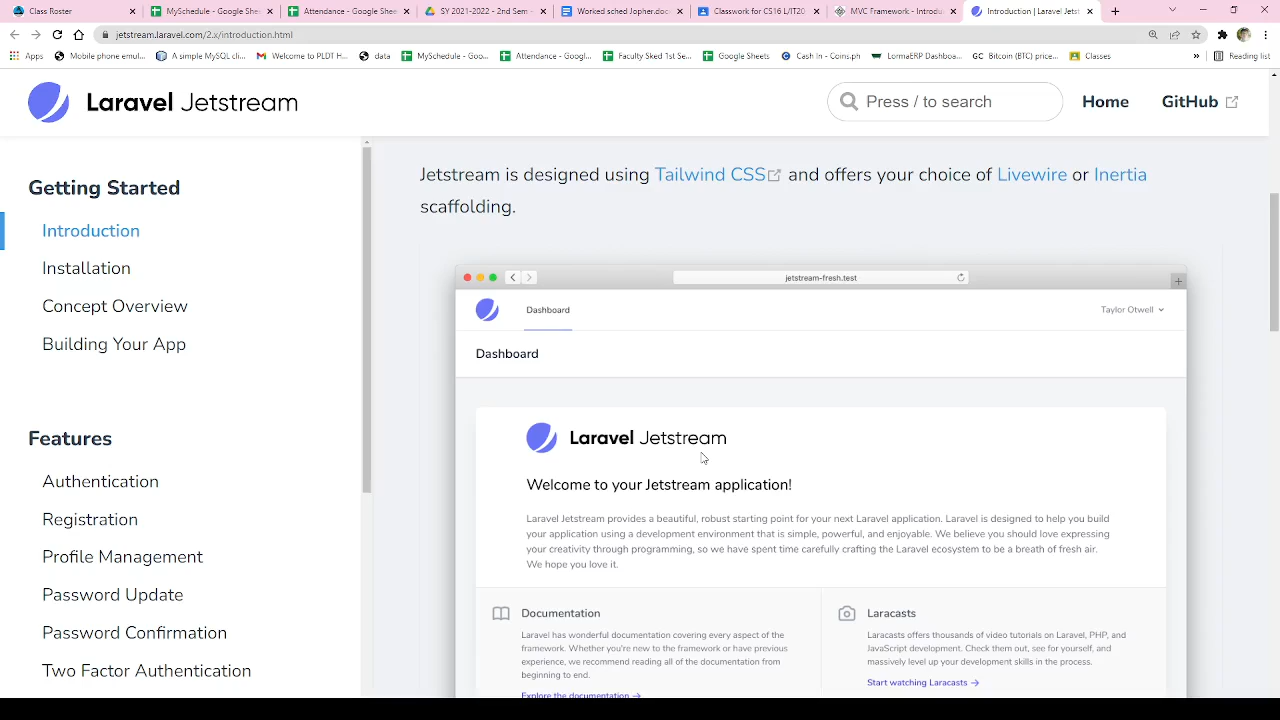 Class Roster
MySchedule - Google Shee
Attendance - Google Shee
SY 2021-2022 - 2nd Sem -
Worked sched Jopher.docx
Classwork for CS16 L/IT20
MVC Framework - Introdu
Introduction | Laravel Jetst
jetstream.laravel.com/2.x/introduction.html
Apps
Mobile phone emul...
A simple MySQL cli...
Welcome to PLDT H...
data
MySchedule - Goo...
Attendance - Googl...
Faculty Sked 1st Se...
Google Sheets
Cash In - Coins.ph
LormaERP Dashboa...
GC Bitcoin (BTC) price...
Classes
»
Reading list
Laravel Jetstream
Press / to search
Home
GitHub
Getting Started
Introduction
Installation
Concept Overview
Building Your App
Features
Authentication
Registration
Profile Management
Password Update
Password Confirmation
Two Factor Authentication
Jetstream is designed using Tailwind CSS and offers your choice of Livewire or Inertia
scaffolding.
jetstream-fresh.test
Dashboard
Taylor Otwell
Dashboard
Laravel Jetstream
Welcome to your Jetstream application!
Laravel Jetstream provides a beautiful, robust starting point for your next Laravel application. Laravel is designed to help you build
your application using a development environment that is simple, powerful, and enjoyable. We believe you should love expressing
your creativity through programming, so we have spent time carefully crafting the Laravel ecosystem to be a breath of fresh air.
We hope you love it.
Documentation
Laravel has wonderful documentation covering every aspect of the
framework. Whether you're new to the framework or have previous
experience, we recommend reading all of the documentation from
beginning to end.
Explore the documentation →
Laracasts
Laracasts offers thousands of video tutorials on Laravel, PHP, and
JavaScript development. Check them out, see for yourself, and
massively level up your development skills in the process.
Start watching Laracasts →